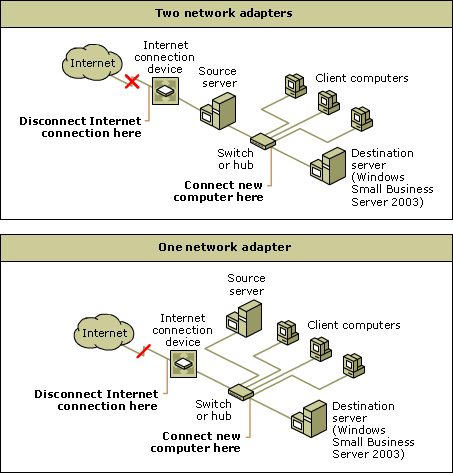 Two network adapters
Internet
Internet
connection
device
Source
server
Client computers
Disconnect Internet
connection here
Switch
or hub
Connect new
computer here
Destination
server
(Windows
Small Business
Server 2003)
One network adapter
Source
server
Internet
Internet
connection
device
Client computers
Disconnect Internet
connection here
Switch
or hub
Connect new
computer here
Destination
server
(Windows
Small Business
Server 2003)